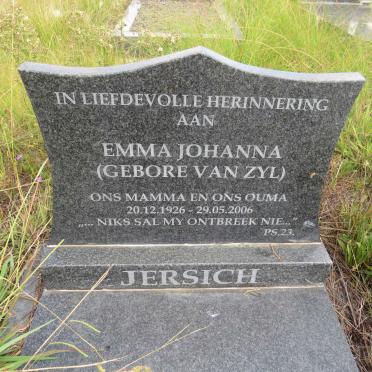 IN LIEFDEVOLLE HERINNERING
AAN
EMMA JOHANNA
(GEBORE VAN ZYL)
ONS MAMMA EN ONS OUMA
20.12.1926 - 29.05.2006
„... NIKS SAL MY ONTBREEK NIE..."
PS.23.
JERSICH